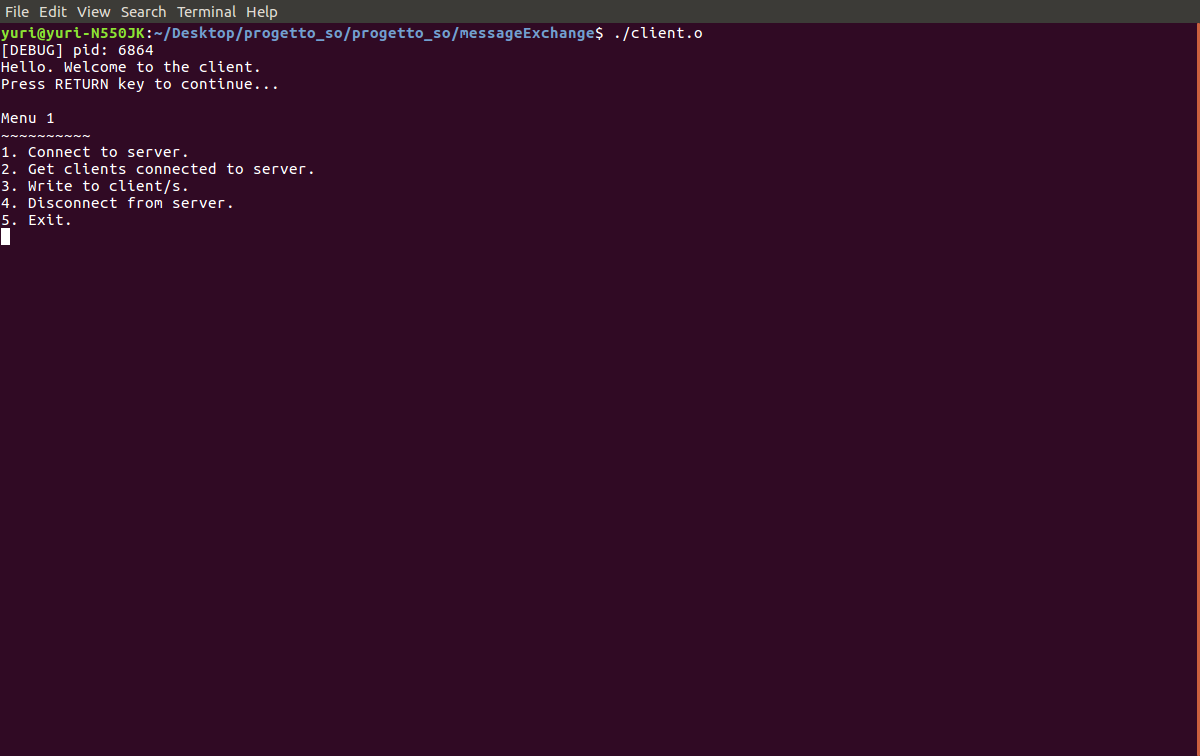 File Edit View Search Terminal Help
yuri@yuri-N550JK:~/Desktop/progetto_so/progetto_so/messageExchange$ ./client.o
[DEBUG] pid: 6864
Hello. Welcome to the client.
Press RETURN key to continue...
Menu 1
~~~~~~~~~~
1. Connect to server.
2. Get clients connected to server.
3. Write to client/s.
4. Disconnect from server.
5. Exit.